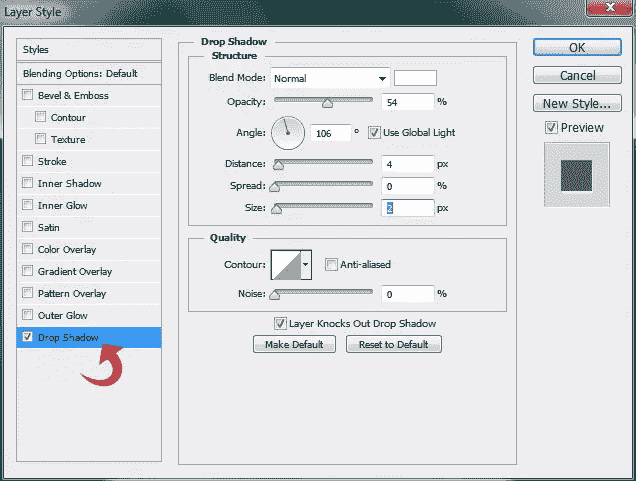 Layer Style
Styles
Blending Options: Default
Bevel & Emboss
Contour
Texture
Stroke
Inner Shadow
Inner Glow
Satin
Color Overlay
Gradient Overlay
Pattern Overlay
Outer Glow
Drop Shadow
Drop Shadow
Structure
Blend Mode: Normal
Opacity: 54 %
Angle: 106 ° Use Global Light
Distance: 4 px
Spread: 0 %
Size: 2 px
Quality
Contour: Anti-aliased
Noise: 0 %
Layer Knocks Out Drop Shadow
Make Default Reset to Default
OK
Cancel
New Style...
Preview